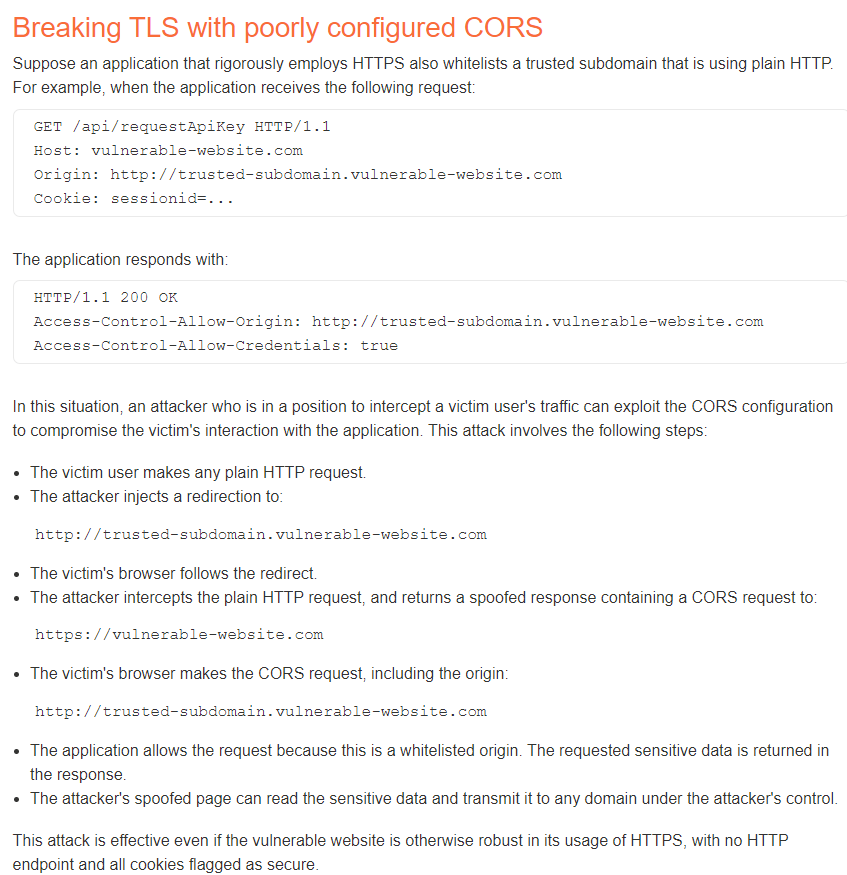 Breaking TLS with poorly configured CORS
Suppose an application that rigorously employs HTTPS also whitelists a trusted subdomain that is using plain HTTP.
For example, when the application receives the following request:
GET /api/requestApiKey HTTP/1.1
Host: vulnerable-website.com
Origin: http://trusted-subdomain.vulnerable-website.com
Cookie: sessionid=...
The application responds with:
HTTP/1.1 200 OK
Access-Control-Allow-Origin: http://trusted-subdomain.vulnerable-website.com
Access-Control-Allow-Credentials: true
In this situation, an attacker who is in a position to intercept a victim user's traffic can exploit the CORS configuration
to compromise the victim's interaction with the application. This attack involves the following steps:
• The victim user makes any plain HTTP request.
• The attacker injects a redirection to:
http://trusted-subdomain.vulnerable-website.com
• The victim's browser follows the redirect.
• The attacker intercepts the plain HTTP request, and returns a spoofed response containing a CORS request to:
https://vulnerable-website.com
• The victim's browser makes the CORS request, including the origin:
http://trusted-subdomain.vulnerable-website.com
• The application allows the request because this is a whitelisted origin. The requested sensitive data is returned in
the response.
• The attacker's spoofed page can read the sensitive data and transmit it to any domain under the attacker's control.
This attack is effective even if the vulnerable website is otherwise robust in its usage of HTTPS, with no HTTP
endpoint and all cookies flagged as secure.